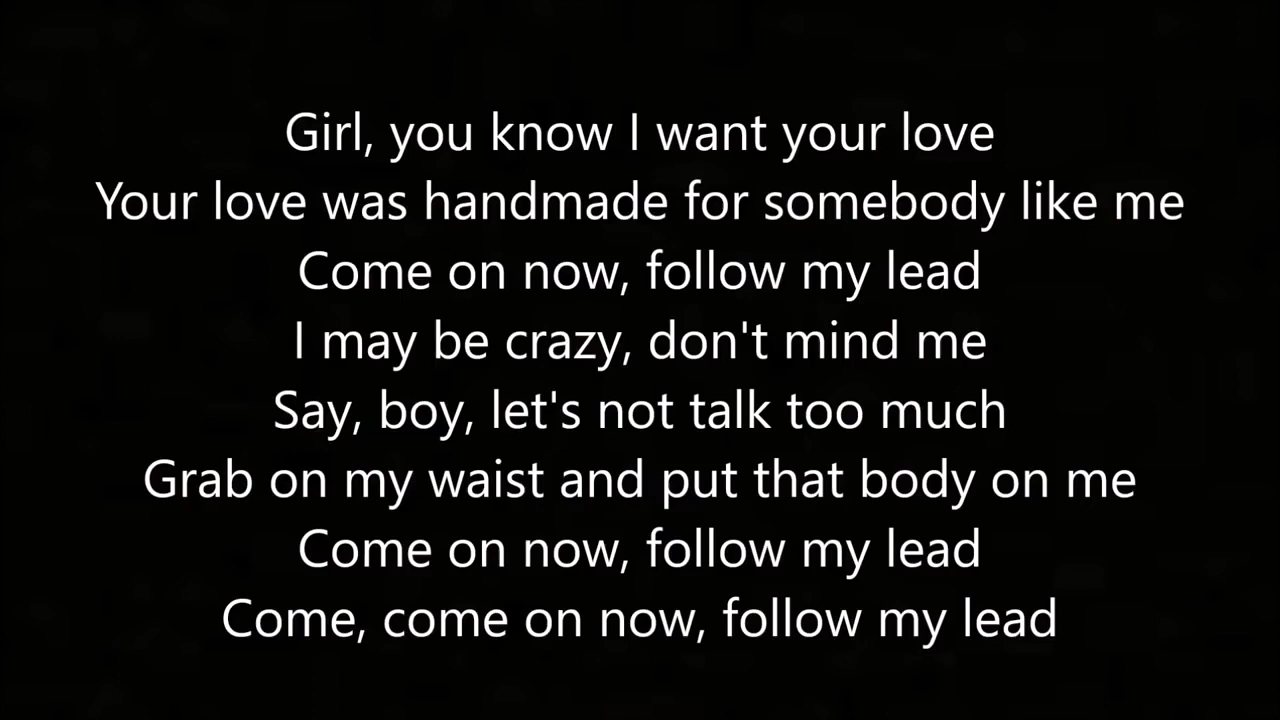 Girl, you know I want your love
Your love was handmade for somebody like me
Come on now, follow my lead
I may be crazy, don't mind me
Say, boy, let's not talk too much
Grab on my waist and put that body on me
Come on now, follow my lead
Come, come on now, follow my lead